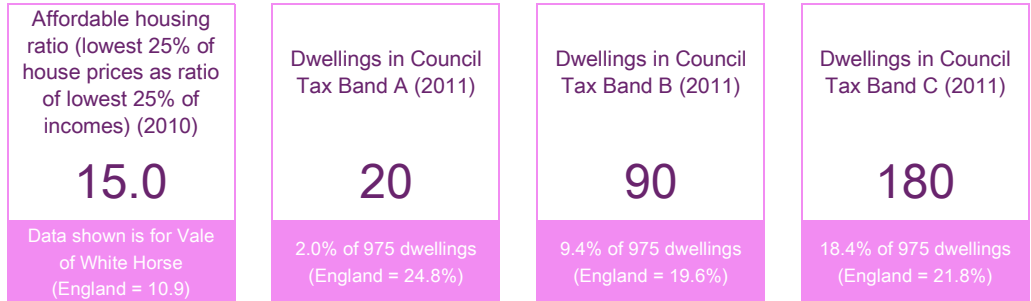 Affordable housing
ratio (lowest 25% of
house prices as ratio
of lowest 25% of
incomes) (2010)
15.0
Data shown is for Vale
of White Horse
(England = 10.9)
Dwellings in Council
Tax Band A (2011)
20
2.0% of 975 dwellings
(England = 24.8%)
Dwellings in Council
Tax Band B (2011)
90
9.4% of 975 dwellings
(England = 19.6%)
Dwellings in Council
Tax Band C (2011)
180
18.4% of 975 dwellings
(England = 21.8%)